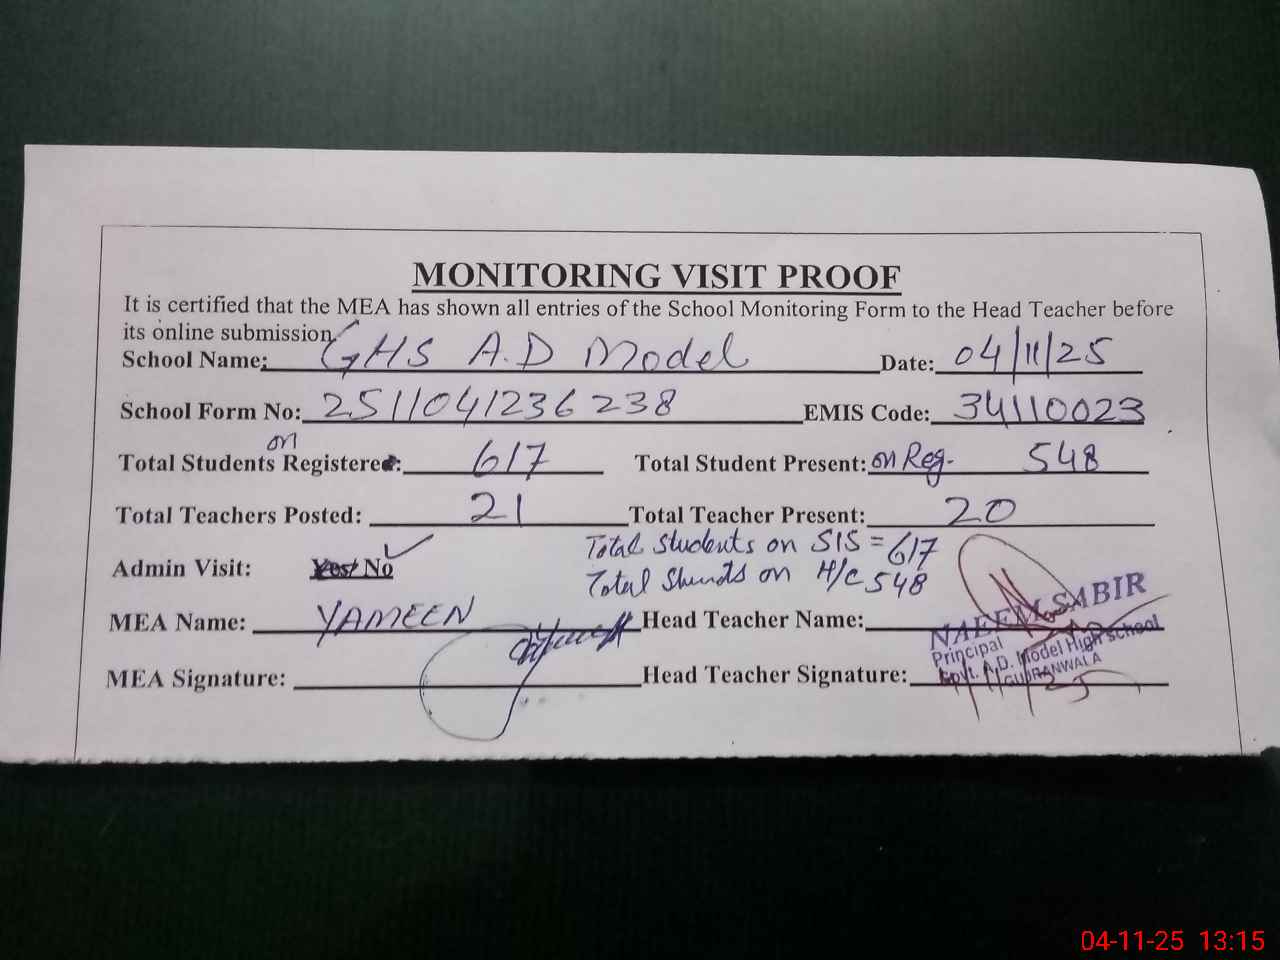 MONITORING VISIT PROOF
It is certified that the MEA has shown all entries of the School Monitoring Form to the Head Teacher before
its online submission.
School Name: GHS A.D Model Date: 04/11/25
School Form No: 2511041236238 EMIS Code: 34110023
on
Total Students Registered: 617 Total Student Present: on Reg. 548
Total Teachers Posted: 21 Total Teacher Present: 20
Total Students on SIS = 617
Admin Visit: Yes/ No
Total on H/C 548
MEA Name: YAMEEN Head Teacher Name:
NAEEM SABIR
Principal
Govt. A.D. Model High School
GUJRANWALA
MEA Signature: Head Teacher Signature:
04-11-25 13:15